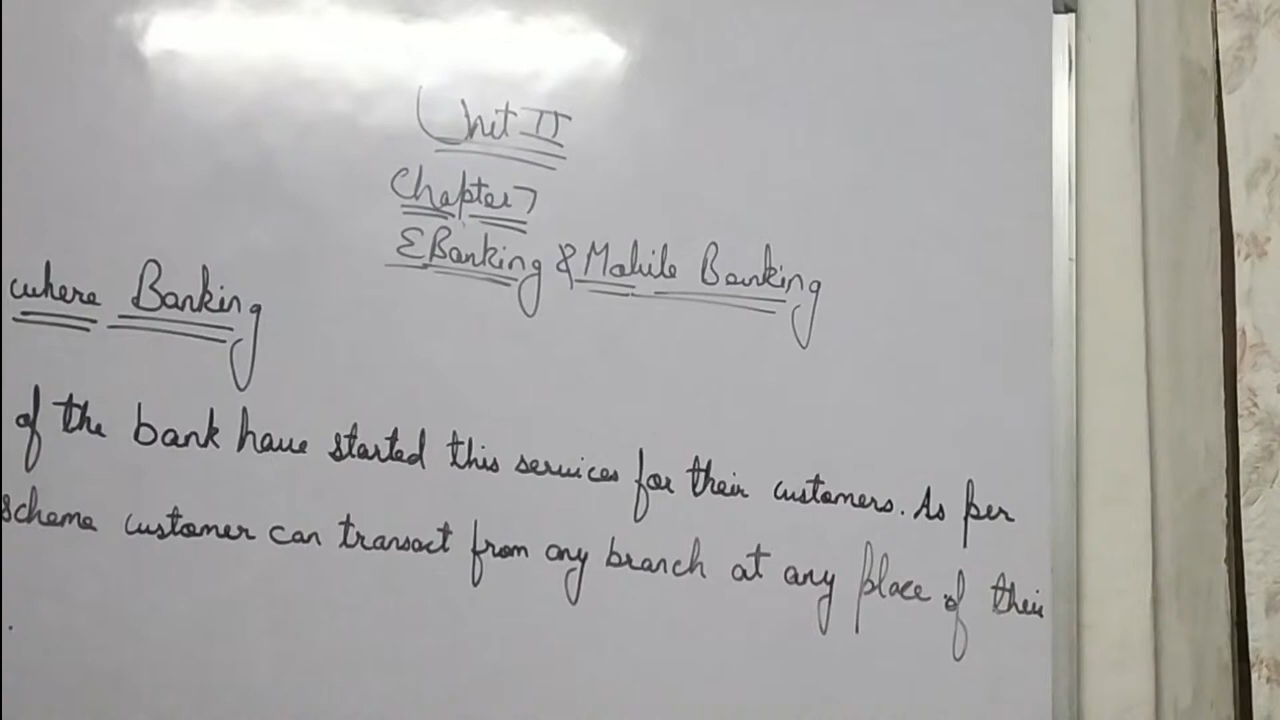 Unit II
Chapter 7
E Banking & Mobile Banking
where Banking
of the bank have started this services for their customers. As per
scheme customer can transact from any branch at any place of their
.